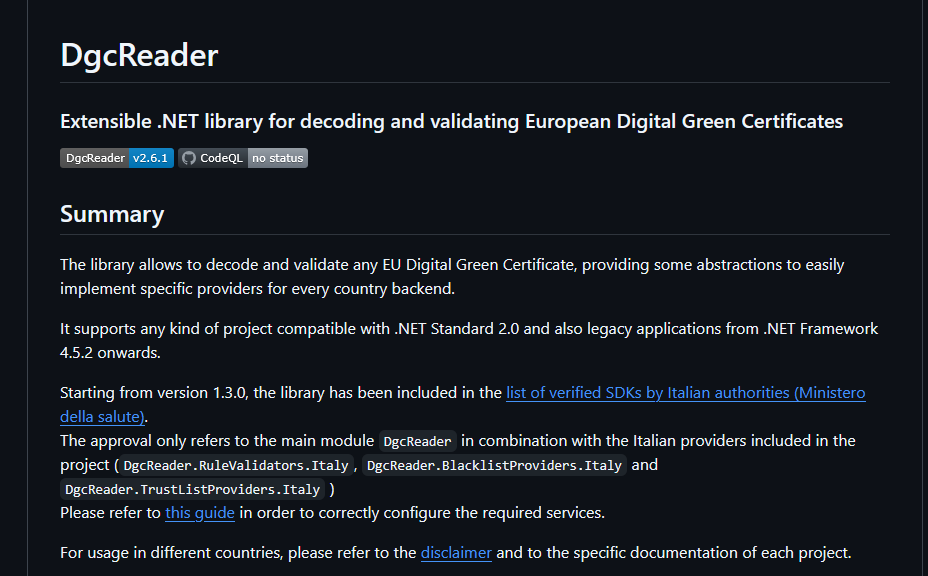 DgcReader
Extensible .NET library for decoding and validating European Digital Green Certificates
DgcReader v2.6.1 CodeQL no status
Summary
The library allows to decode and validate any EU Digital Green Certificate, providing some abstractions to easily
implement specific providers for every country backend.
It supports any kind of project compatible with .NET Standard 2.0 and also legacy applications from .NET Framework
4.5.2 onwards.
Starting from version 1.3.0, the library has been included in the list of verified SDKs by Italian authorities (Ministero
della salute).
The approval only refers to the main module DgcReader in combination with the Italian providers included in the
project ( DgcReader.RuleValidators.Italy , DgcReader.BlacklistProviders.Italy and
DgcReader.TrustListProviders.Italy )
Please refer to this guide in order to correctly configure the required services.
For usage in different countries, please refer to the disclaimer and to the specific documentation of each project.